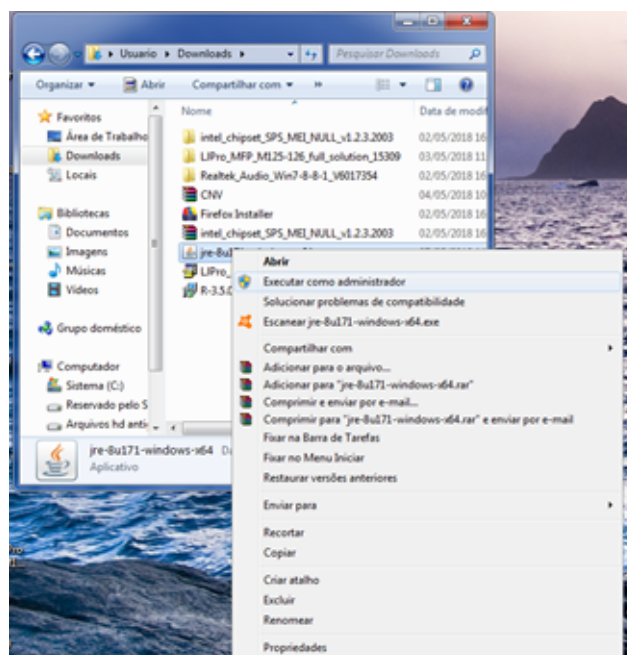 Usuario ▸ Downloads ▸
Pesquisar Downloads
Organizar
Abrir
Compartilhar com
»
Nome
Data de modif
Favoritos
Área de Trabalho
Downloads
Locais
Bibliotecas
Documentos
Imagens
Músicas
Vídeos
Grupo doméstico
Computador
Sistema (C:)
Reservado pelo S
Arquivos hd anti
intel_chipset_SPS_MEI_NULL_v1.2.3.2003 02/05/2018 16
LJPro_MFP_M125-126_full_solution_15309 03/05/2018 11
Realtek_Audio_Win7-8-8-1_V6017354 02/05/2018 16
CNV 04/05/2018 10
Firefox Installer 02/05/2018 16
intel_chipset_SPS_MEI_NULL_v1.2.3.2003 02/05/2018 16
LJPro_
R-3.5.0
Abrir
Executar como administrador
Solucionar problemas de compatibilidade
Escanear jre-8u171-windows-x64.exe
Compartilhar com
Adicionar para o arquivo...
Adicionar para "jre-8u171-windows-x64.rar"
Comprimir e enviar por e-mail...
Comprimir para "jre-8u171-windows-x64.rar" e enviar por e-mail
Fixar na Barra de Tarefas
Fixar no Menu Iniciar
Restaurar versões anteriores
Enviar para
Recortar
Copiar
Criar atalho
Excluir
Renomear
Propriedades
jre-8u171-windows-x64
Aplicativo